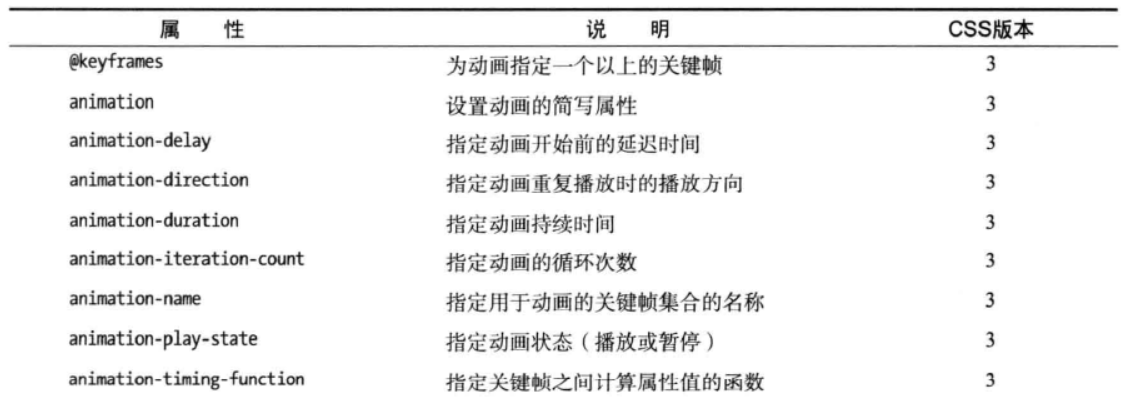 属 性 说 明 CSS版本
@keyframes 为动画指定一个以上的关键帧 3
animation 设置动画的简写属性 3
animation-delay 指定动画开始前的延迟时间 3
animation-direction 指定动画重复播放时的播放方向 3
animation-duration 指定动画持续时间 3
animation-iteration-count 指定动画的循环次数 3
animation-name 指定用于动画的关键帧集合的名称 3
animation-play-state 指定动画状态（播放或暂停） 3
animation-timing-function 指定关键帧之间计算属性值的函数 3